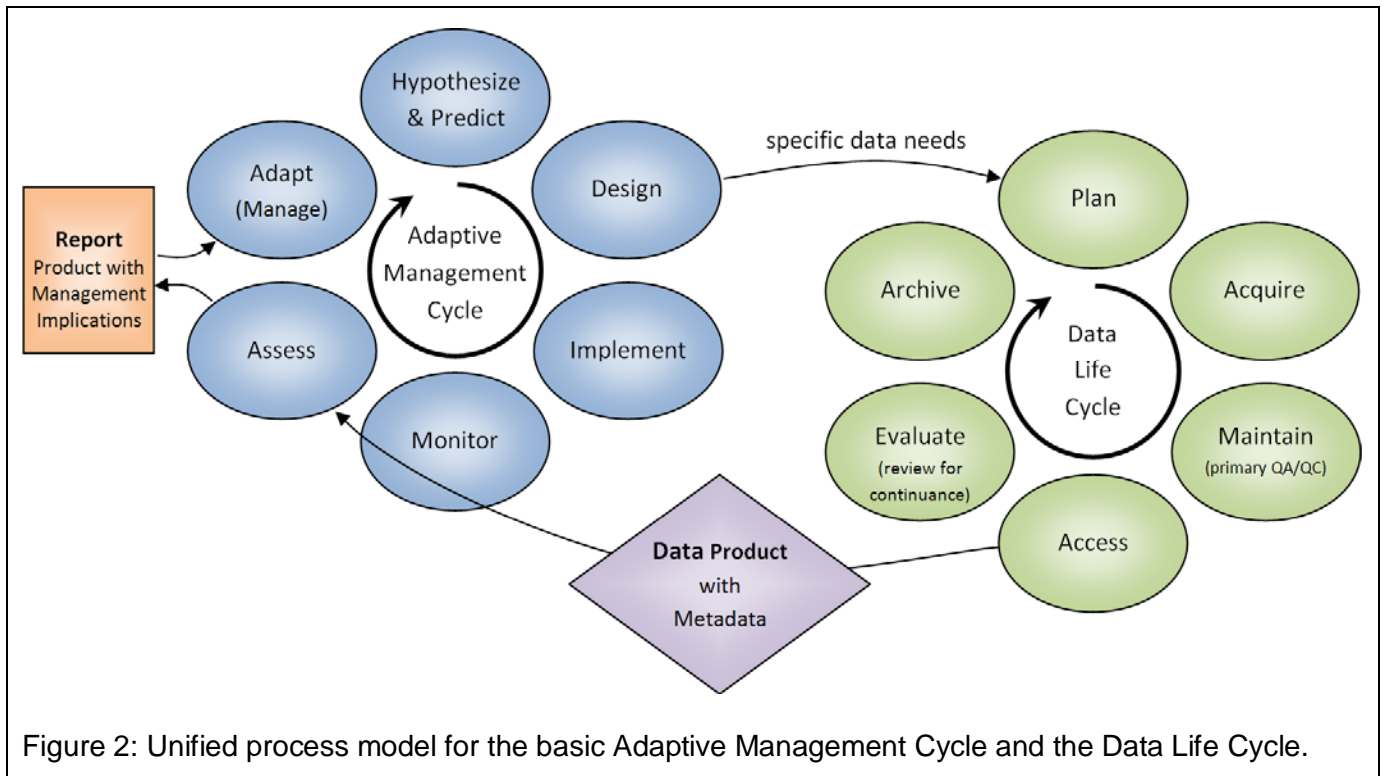 Hypothesize
& Predict
Adapt
(Manage)
Design
Adaptive
Management
Cycle
Report
Product with
Management
Implications
Assess
Implement
Monitor
specific data needs
Plan
Archive
Acquire
Data
Life
Cycle
Evaluate
(review for
continuance)
Maintain
(primary QA/QC)
Access
Data Product
with
Metadata
Figure 2: Unified process model for the basic Adaptive Management Cycle and the Data Life Cycle.